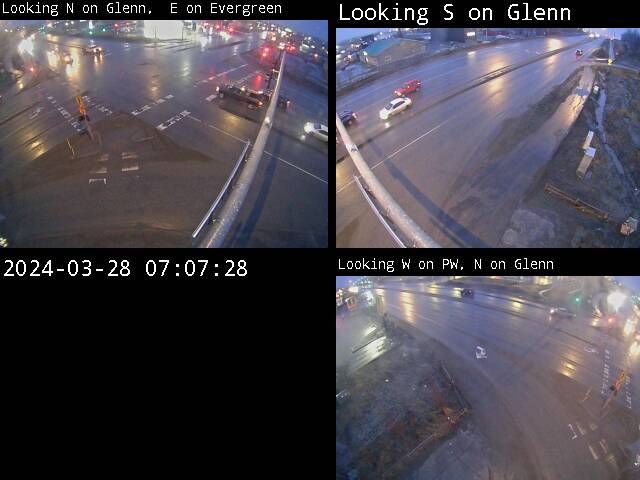 Looking N on Glenn,  E on Evergreen
Looking S on Glenn
2024-03-28 07:07:28
Looking W on PW, N on Glenn